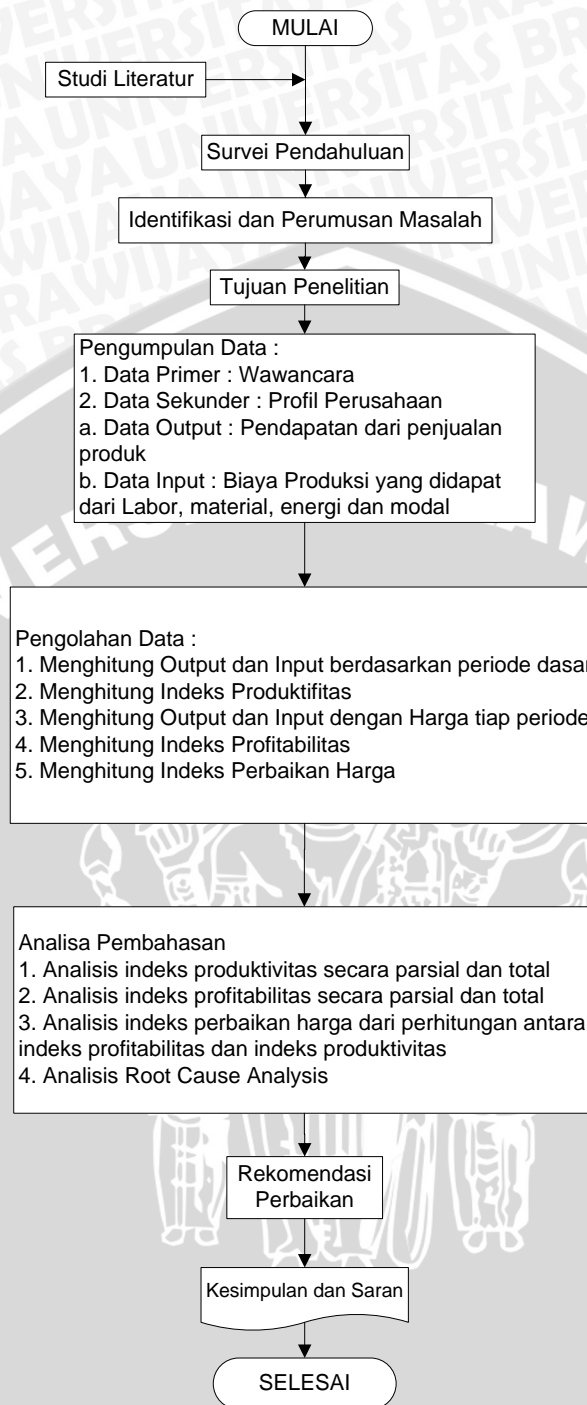 MULAI
Studi Literatur
Survei Pendahuluan
Identifikasi dan Perumusan Masalah
Tujuan Penelitian
Pengumpulan Data :
1. Data Primer : Wawancara
2. Data Sekunder : Profil Perusahaan
a. Data Output : Pendapatan dari penjualan
produk
b. Data Input : Biaya Produksi yang didapat
dari Labor, material, energi dan modal
Pengolahan Data :
1. Menghitung Output dan Input berdasarkan periode dasar
2. Menghitung Indeks Produktifitas
3. Menghitung Output dan Input dengan Harga tiap periode
4. Menghitung Indeks Profitabilitas
5. Menghitung Indeks Perbaikan Harga
Analisa Pembahasan
1. Analisis indeks produktivitas secara parsial dan total
2. Analisis indeks profitabilitas secara parsial dan total
3. Analisis indeks perbaikan harga dari perhitungan antara
indeks profitabilitas dan indeks produktivitas
4. Analisis Root Cause Analysis
Rekomendasi
Perbaikan
Kesimpulan dan Saran
SELESAI